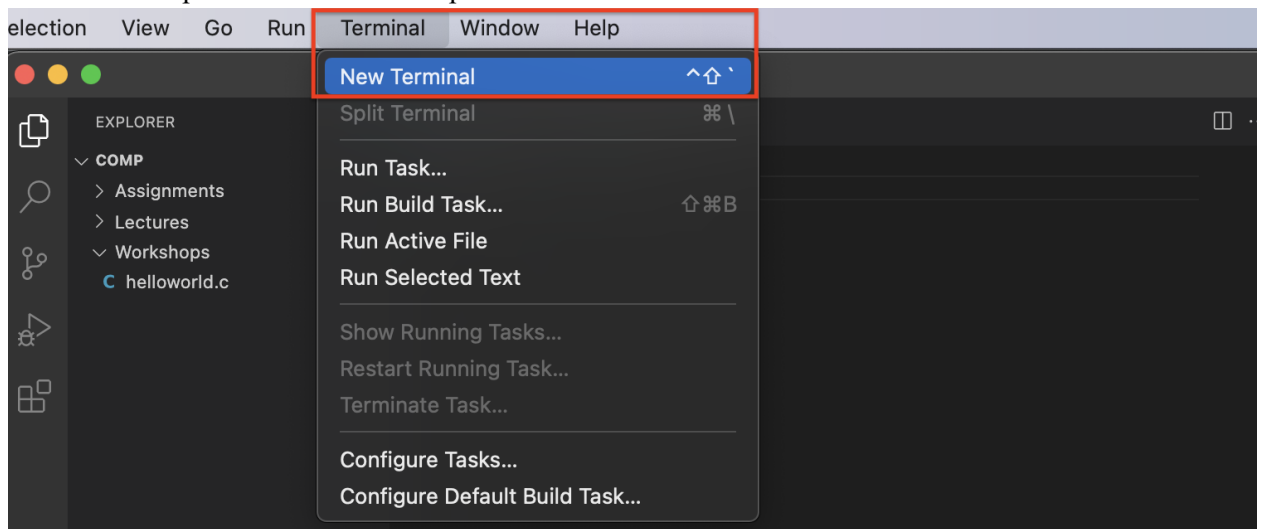 election View Go Run Terminal Window Help
New Terminal ^⇧`
Split Terminal ⌘\
EXPLORER
COMP
Run Task...
Assignments
Run Build Task... ⇧⌘B
Lectures
Run Active File
Workshops
Run Selected Text
C helloworld.c
Show Running Tasks...
Restart Running Task...
Terminate Task...
Configure Tasks...
Configure Default Build Task...